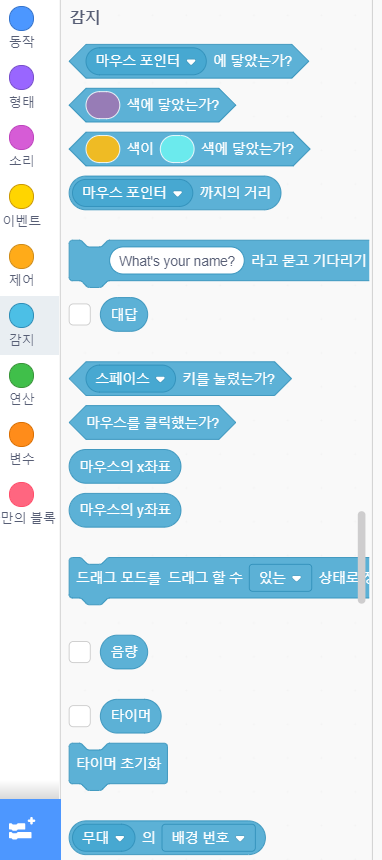 감지
동작
형태
소리
이벤트
제어
감지
연산
변수
만의 블록
마우스 포인터 에 닿았는가?
색에 닿았는가?
색이 색에 닿았는가?
마우스 포인터 까지의 거리
What's your name? 라고 묻고 기다리기
대답
스페이스 키를 눌렀는가?
마우스를 클릭했는가?
마우스의 x좌표
마우스의 y좌표
드래그 모드를 드래그 할 수 있는 상태로
음량
타이머
타이머 초기화
무대 의 배경 번호